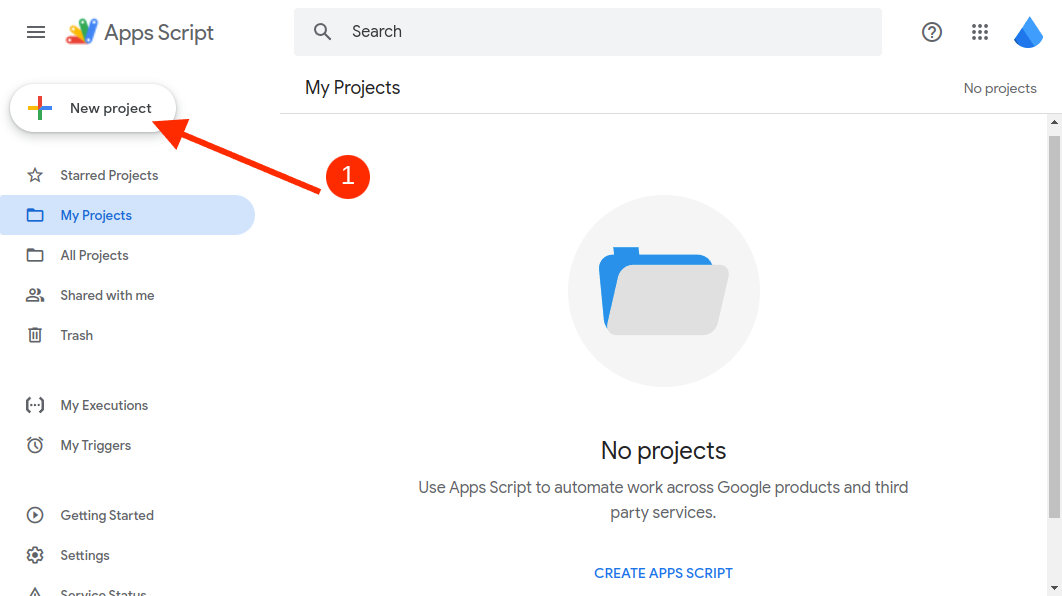 Apps Script
Search
New project
My Projects
No projects
1
Starred Projects
My Projects
All Projects
Shared with me
Trash
My Executions
My Triggers
Getting Started
Settings
Service Status
No projects
Use Apps Script to automate work across Google products and third
party services.
CREATE APPS SCRIPT